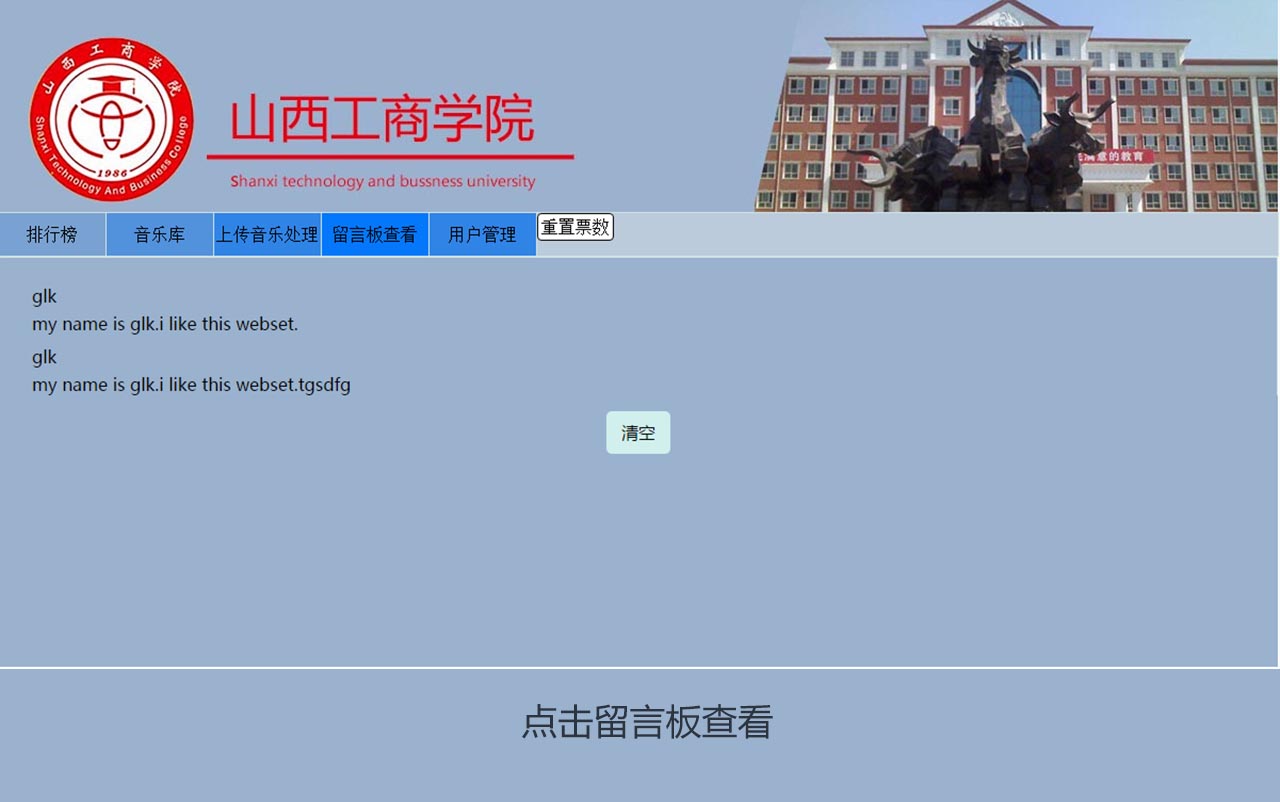 山西工商学院
Shanxi Technology And Business College
1986
山西工商学院
Shanxi technology and bussness university
满意的教育
排行榜
音乐库
上传音乐处理
留言板查看
用户管理
重置票数
glk
my name is glk.i like this webset.
glk
my name is glk.i like this webset.tgsdfg
清空
点击留言板查看